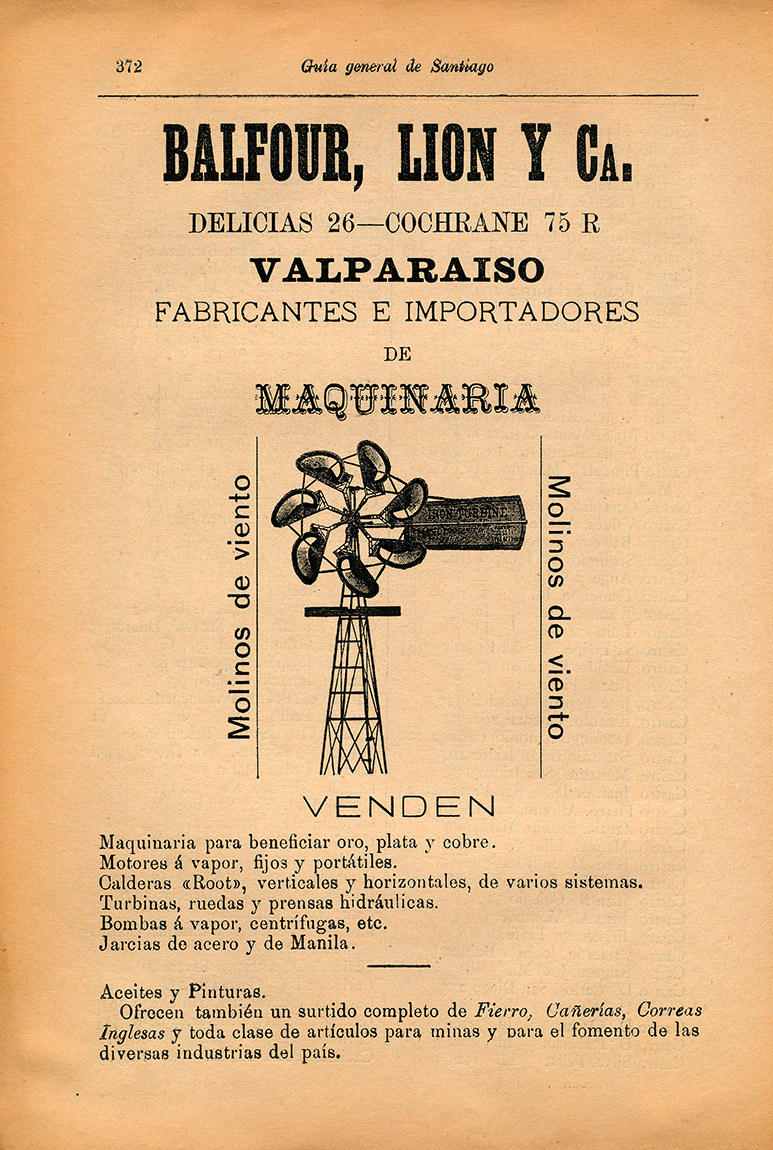 372
Guía general de Santiago
BALFOUR, LION Y CA.
DELICIAS 26—COCHRANE 75 R
VALPARAISO
FABRICANTES E IMPORTADORES
DE
MAQUINARIA
Molinos de viento
IRON TURBINE
Molinos de viento
VENDEN
Maquinaria para beneficiar oro, plata y cobre.
Motores á vapor, fijos y portátiles.
Calderas «Root», verticales y horizontales, de varios sistemas.
Turbinas, ruedas y prensas hidráulicas.
Bombas á vapor, centrífugas, etc.
Jarcias de acero y de Manila.
Aceites y Pinturas.
Ofrecen también un surtido completo de Fierro, Cañerías, Correas
Inglesas y toda clase de artículos para minas y para el fomento de las
diversas industrias del país.